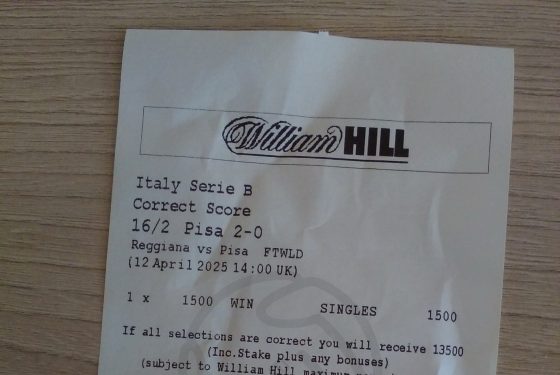 William HILL
Italy Serie B
Correct Score
16/2 Pisa 2-0
Reggiana vs Pisa FTWLD
(12 April 2025 14:00 UK)
1 x 1500 WIN SINGLES 1500
If all selections are correct you will receive 13500
(Inc.Stake plus any bonuses)
(subject to William Hill maximum